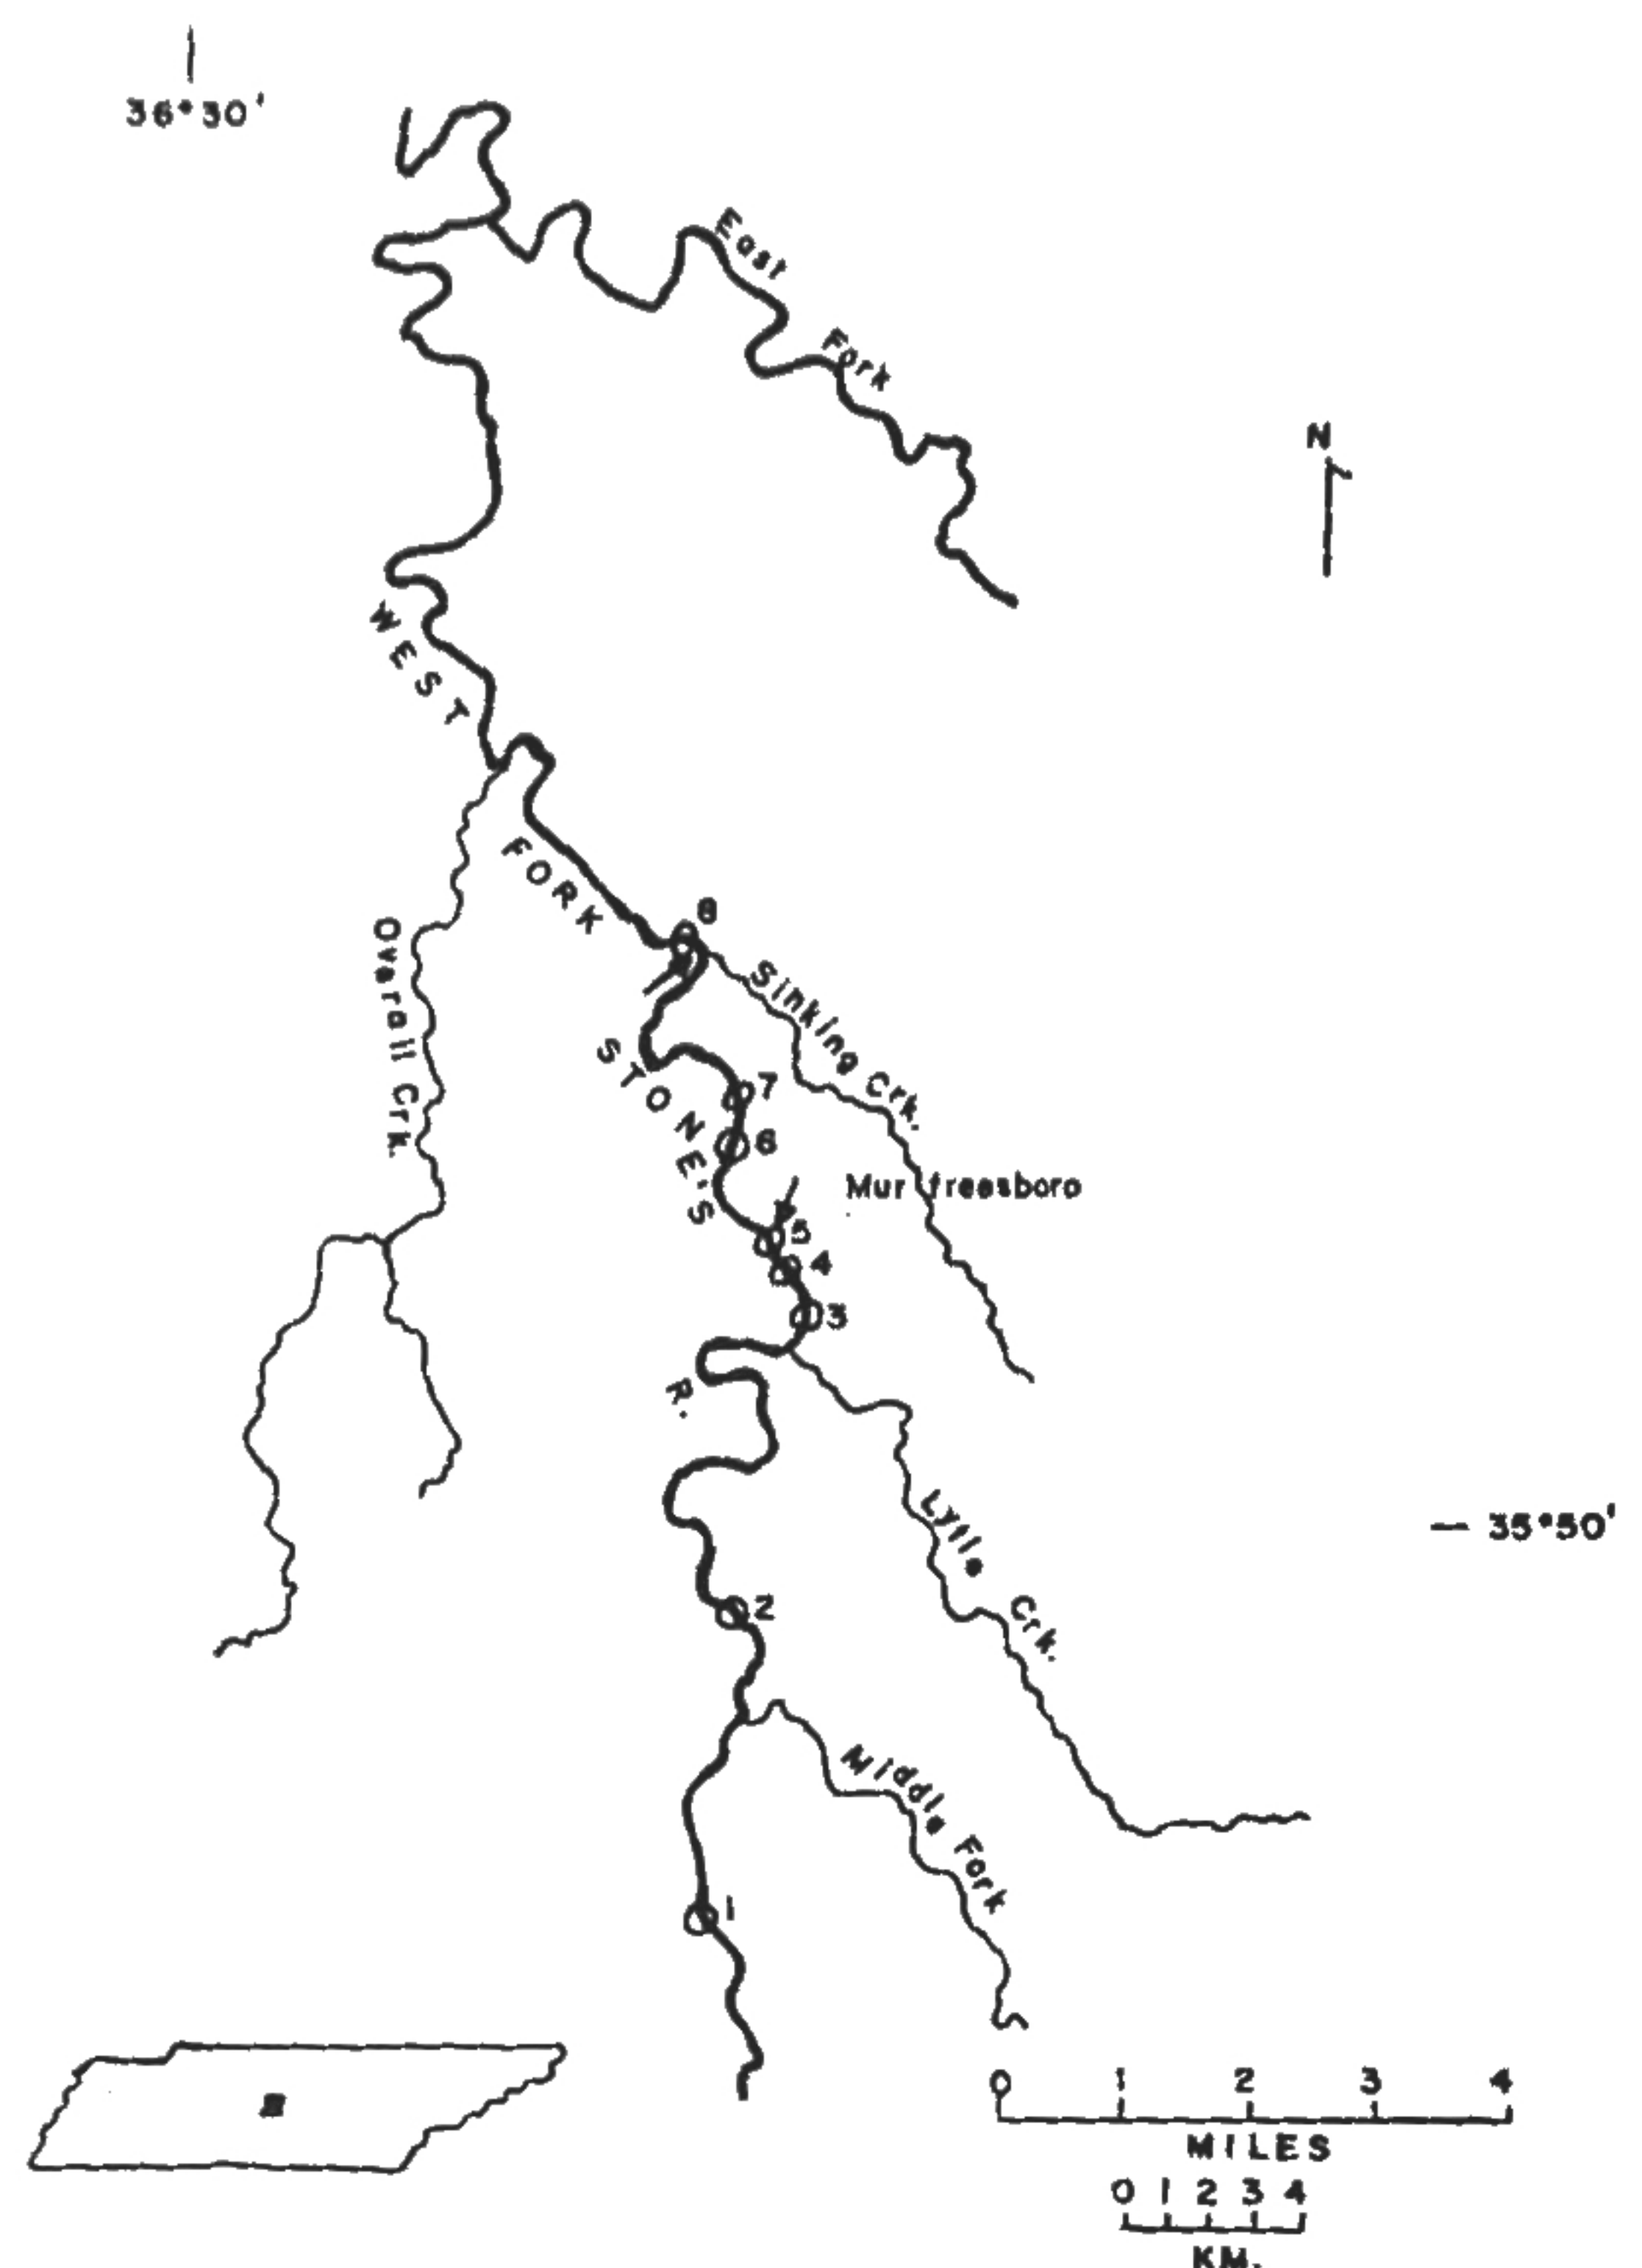 36°30'
East
Fork
N
WEST
FORK
8
Sinking Crk.
Overall Crk.
STONE'S
7
6
Murfreesboro
5
4
3
R.
Lytle Crk.
35°50'
2
Middle Fork
1
0 1 2 3 4
MILES
0 1 2 3 4
KM.